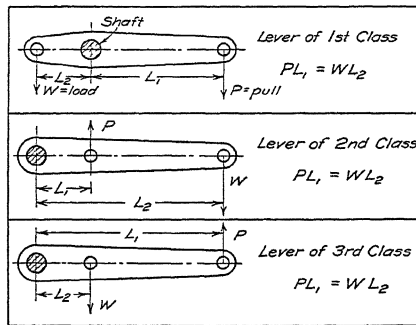 Shaft
Lever of 1st Class
L₂
L₁
PL₁ = WL₂
W=load
P=pull
P
Lever of 2nd Class
L₁
PL₁ = WL₂
L₂
W
L₁
P
Lever of 3rd Class
L₂
PL₁ = WL₂
W